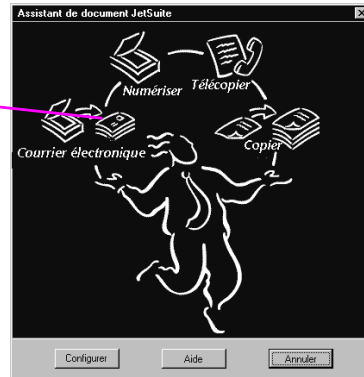 Assistant de document JetSuite
Numériser
Télécopier
Courrier électronique
Copier
Configurer
Aide
Annuler